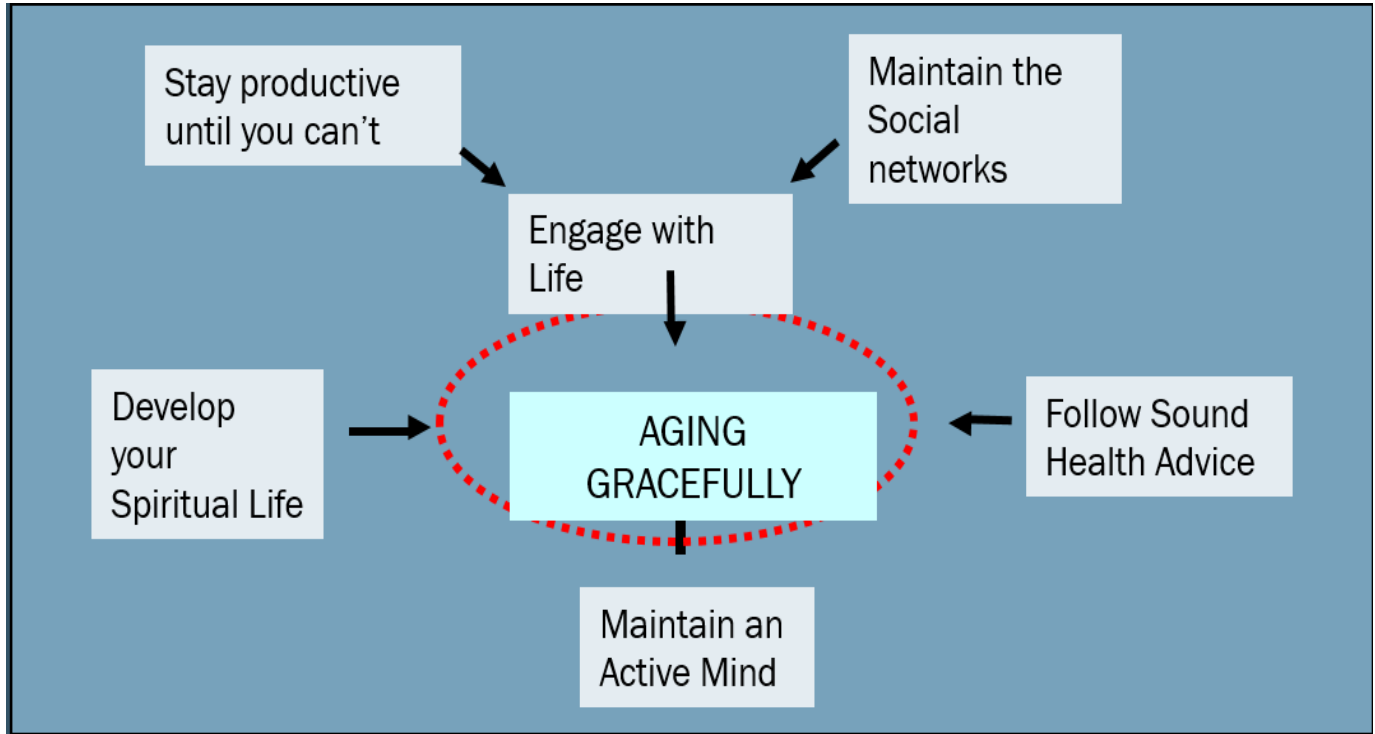 Stay productive
until you can't
Maintain the
Social
networks
Engage with
Life
Develop
your
Spiritual Life
AGING
GRACEFULLY
Follow Sound
Health Advice
Maintain an
Active Mind